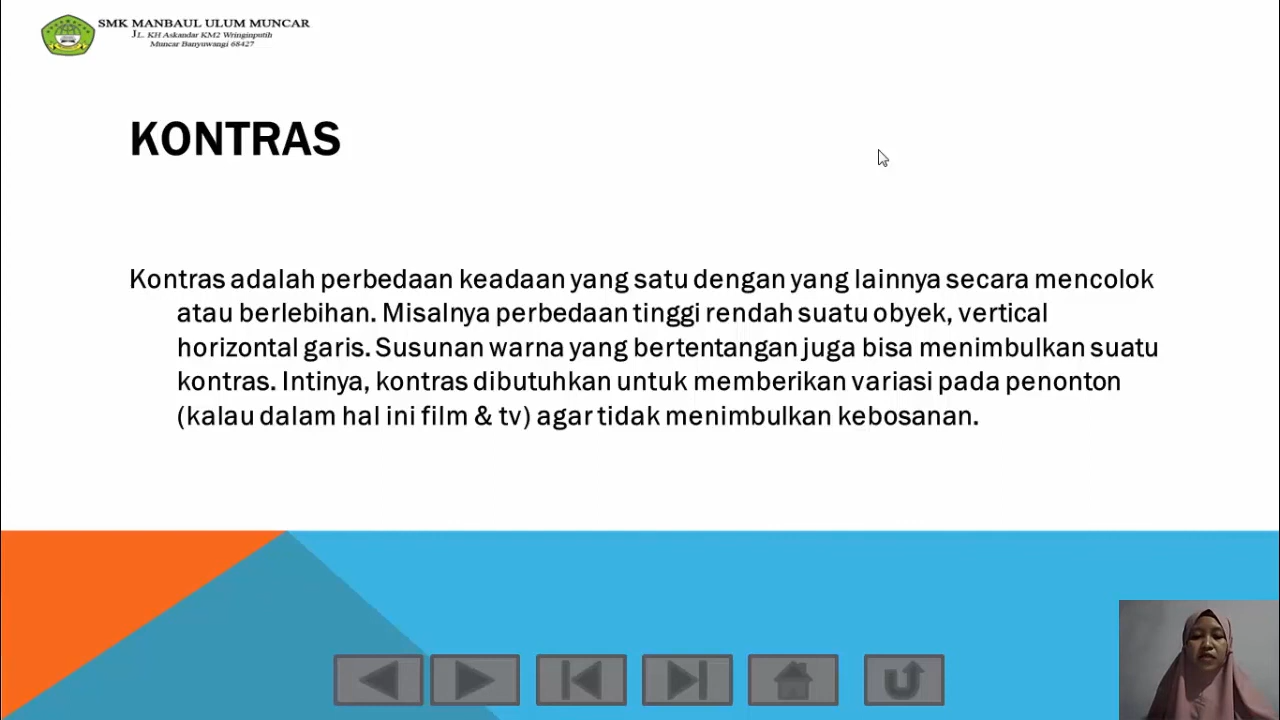 SMK MANBAUL ULUM MUNCAR
JL. KH Askandar KM2 Wringinputih
Muncar Banyuwangi 68427
KONTRAS
Kontras adalah perbedaan keadaan yang satu dengan yang lainnya secara mencolok
atau berlebihan. Misalnya perbedaan tinggi rendah suatu obyek, vertical
horizontal garis. Susunan warna yang bertentangan juga bisa menimbulkan suatu
kontras. Intinya, kontras dibutuhkan untuk memberikan variasi pada penonton
(kalau dalam hal ini film & tv) agar tidak menimbulkan kebosanan.